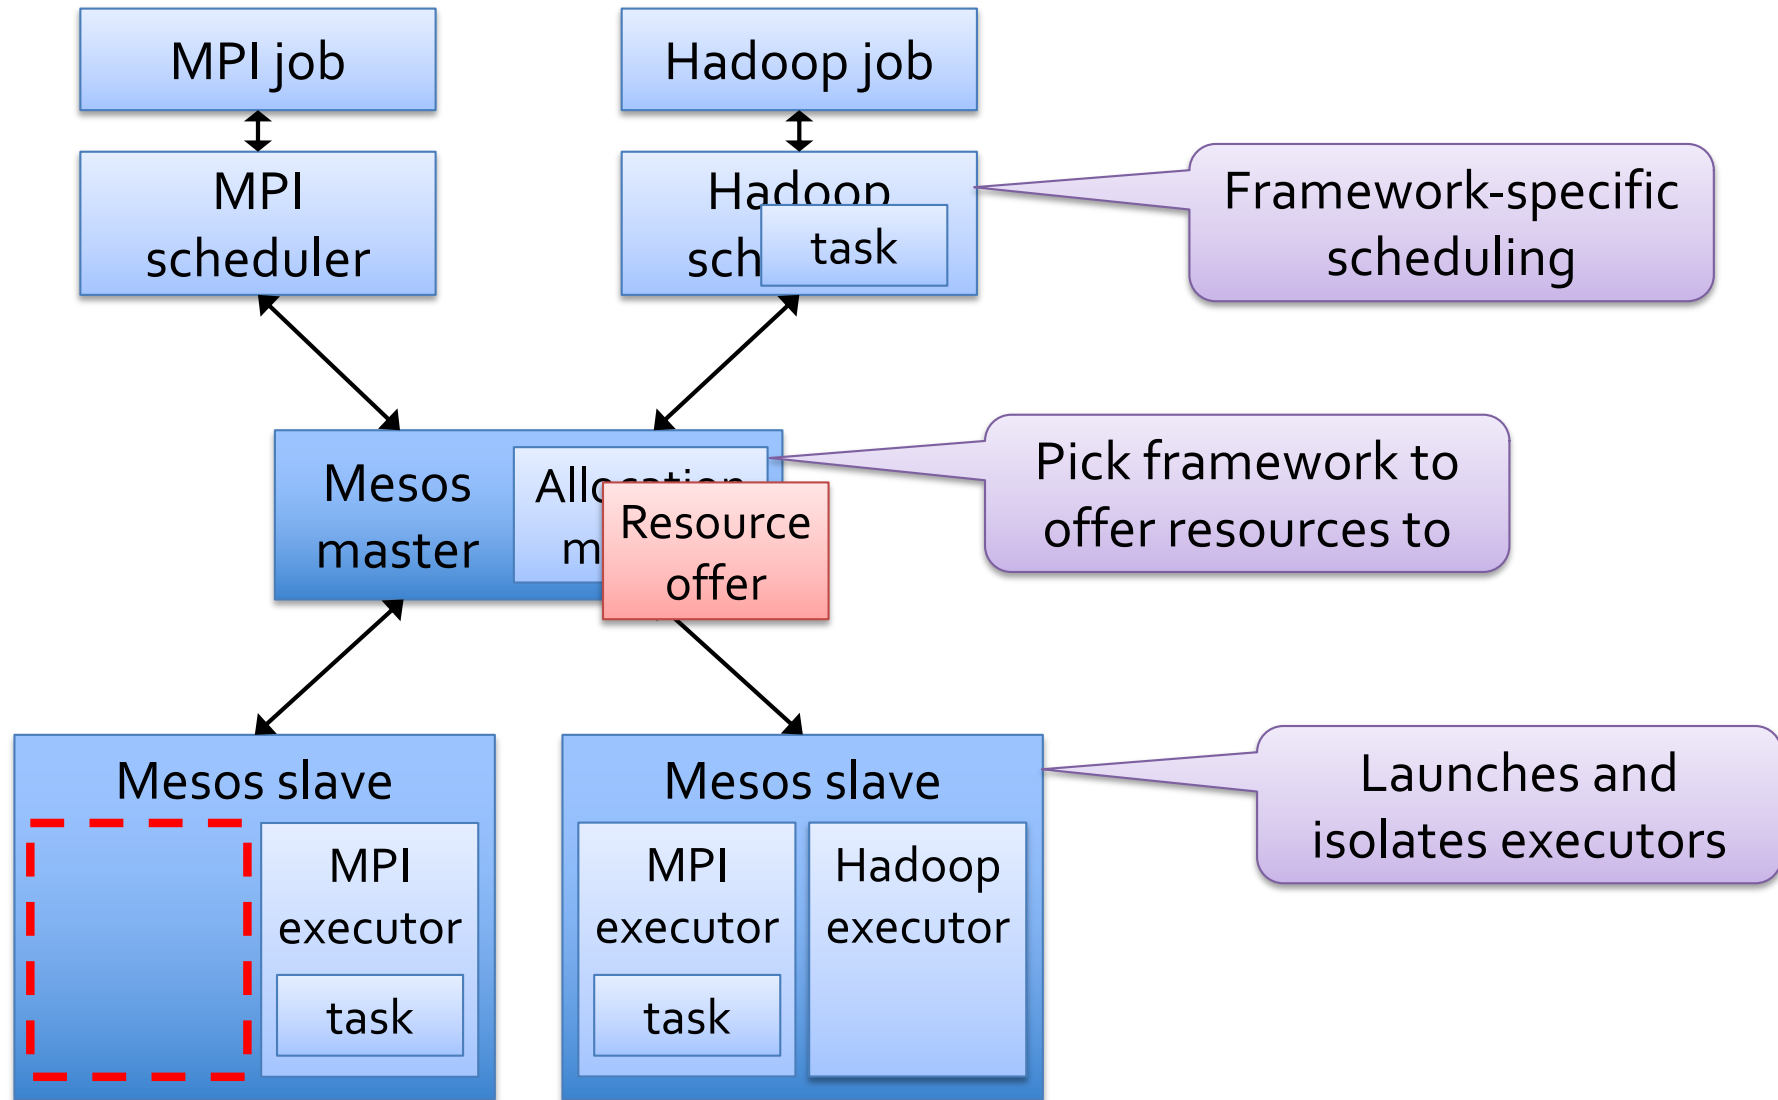 MPI job
Hadoop job
MPI
scheduler
Hadoop
sch
task
Framework-specific
scheduling
Mesos
master
Allocation
m
Resource
offer
Pick framework to
offer resources to
Mesos slave
MPI
executor
task
Mesos slave
MPI
executor
task
Hadoop
executor
Launches and
isolates executors